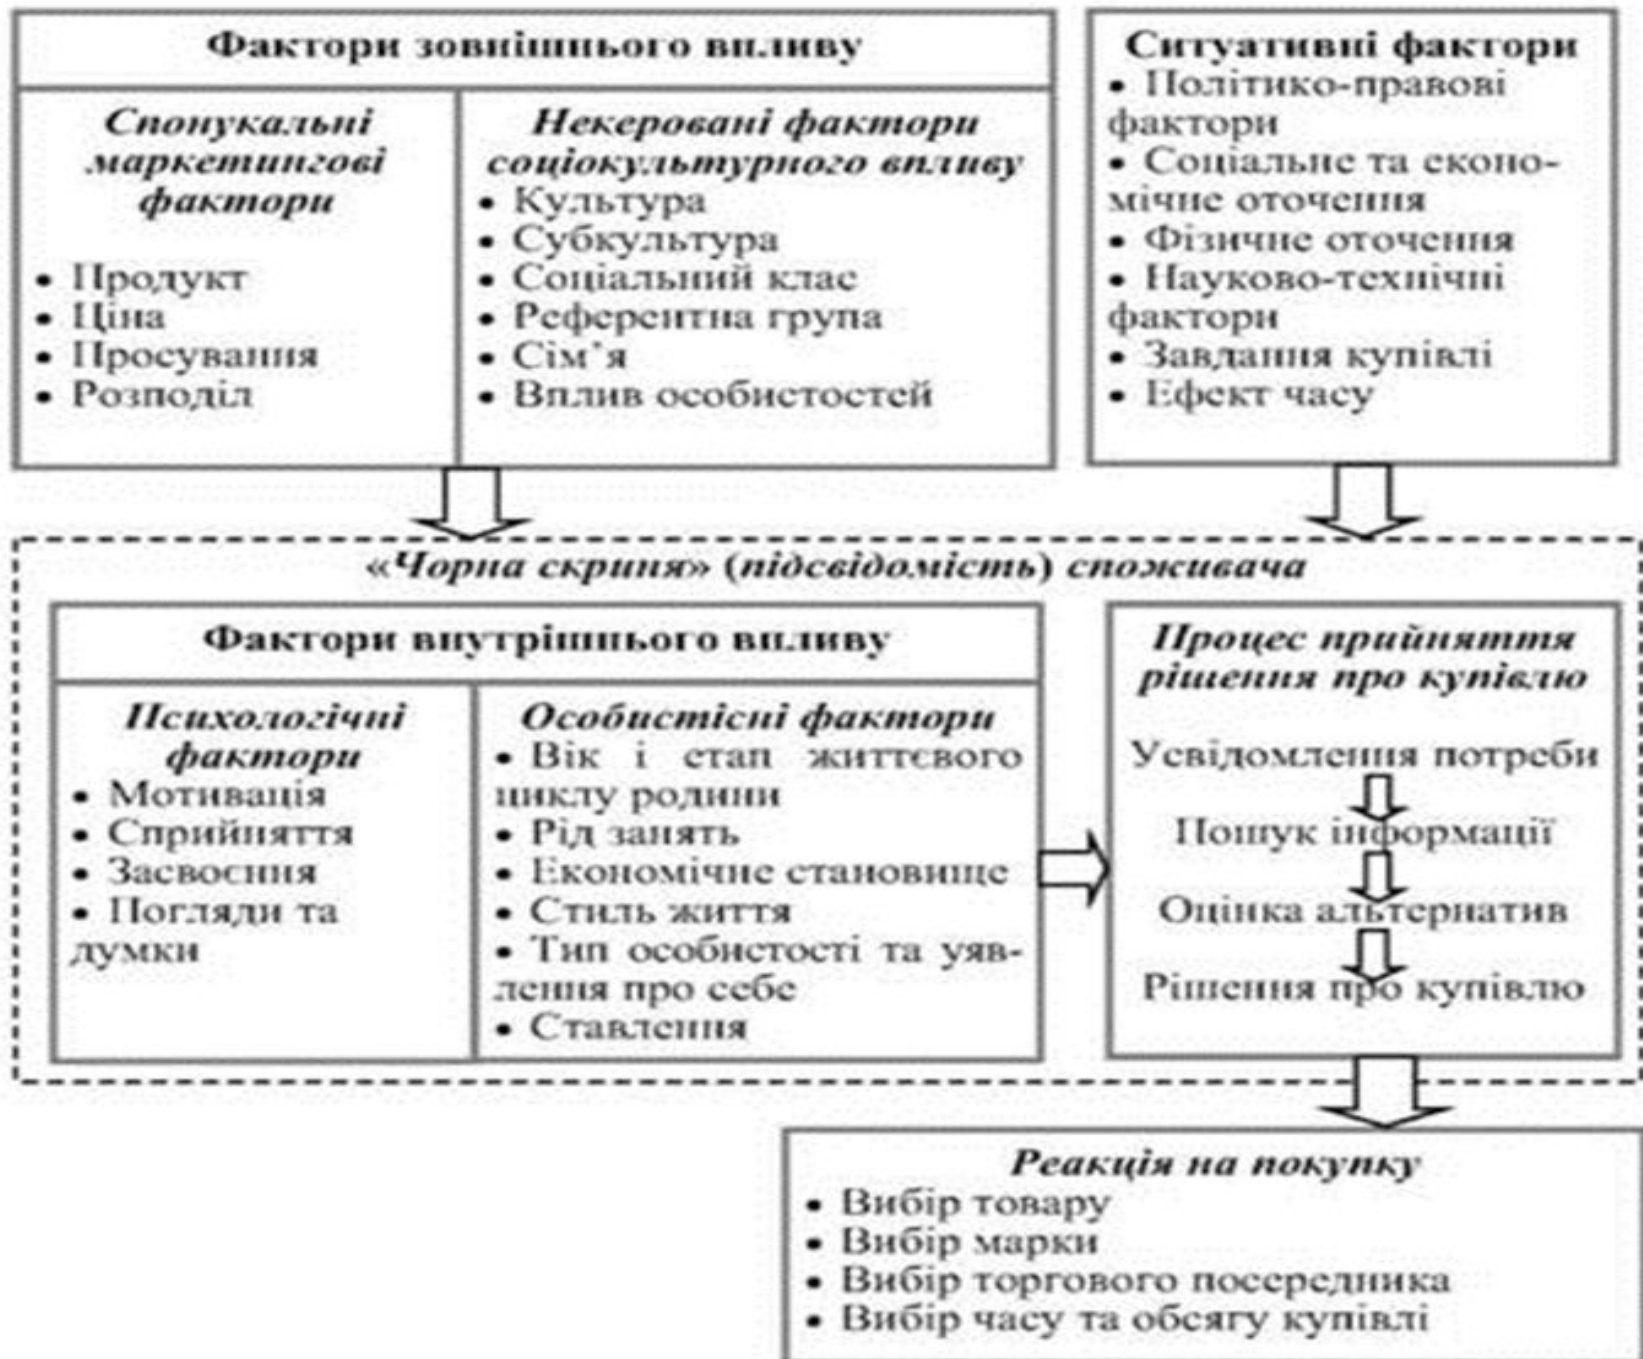 Фактори зовнішнього впливу
Спонукальні
маркетингові
фактори
• Продукт
• Ціна
• Просування
• Розподіл
Некеровані фактори
соціокультурного впливу
• Культура
• Субкультура
• Соціальний клас
• Референтна група
• Сім’я
• Вплив особистостей
Ситуативні фактори
• Політико-правові
фактори
• Соціальне та еконо-
мічне оточення
• Фізичне оточення
• Науково-технічні
фактори
• Завдання купівлі
• Ефект часу
«Чорна скриня» (підсвідомість) споживача
Фактори внутрішнього впливу
Психологічні
фактори
• Мотивація
• Сприйняття
• Засвоєння
• Погляди та
думки
Особистісні фактори
• Вік і етап життєвого
циклу родини
• Рід занять
• Економічне становище
• Стиль життя
• Тип особистості та уяв-
лення про себе
• Ставлення
Процес прийняття
рішення про купівлю
Усвідомлення потреби
Пошук інформації
Оцінка альтернатив
Рішення про купівлю
Реакція на покупку
• Вибір товару
• Вибір марки
• Вибір торгового посередника
• Вибір часу та обсягу купівлі